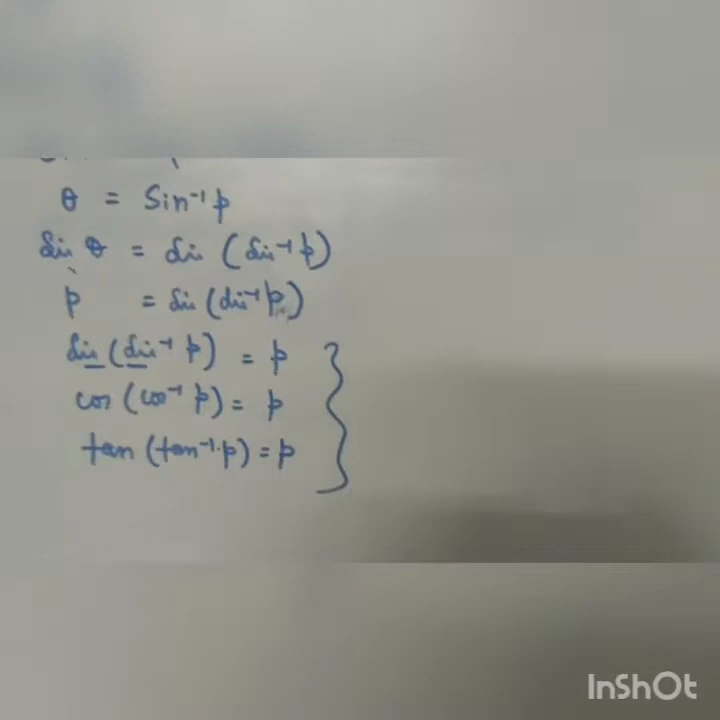 θ = Sin⁻¹ p
sin θ = sin (sin⁻¹ p)
p = sin (sin⁻¹ p)
sin (sin⁻¹ p) = p
cos (cos⁻¹ p) = p
tan (tan⁻¹ p) = p
InShOt